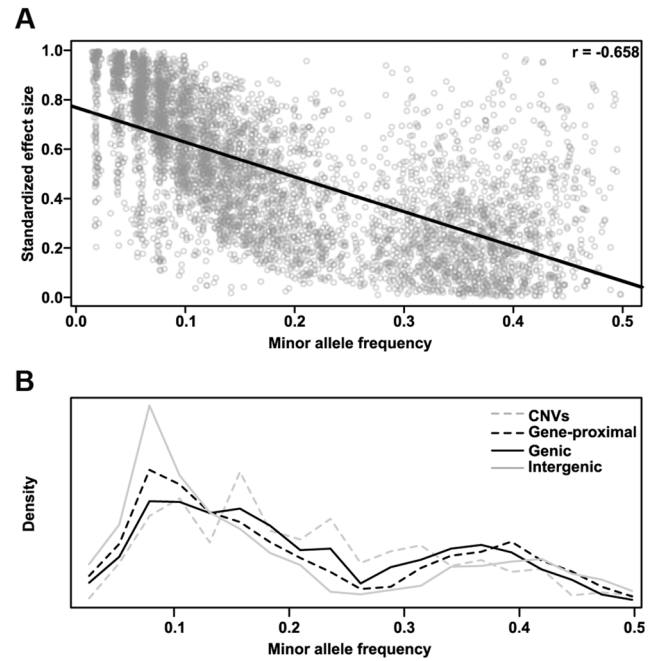 A
r = -0.658
Standardized effect size
1.0
0.8
0.6
0.4
0.2
0.0
0.0 0.1 0.2 0.3 0.4 0.5
Minor allele frequency
B
CNVs
Gene-proximal
Genic
Intergenic
Density
0.1 0.2 0.3 0.4 0.5
Minor allele frequency